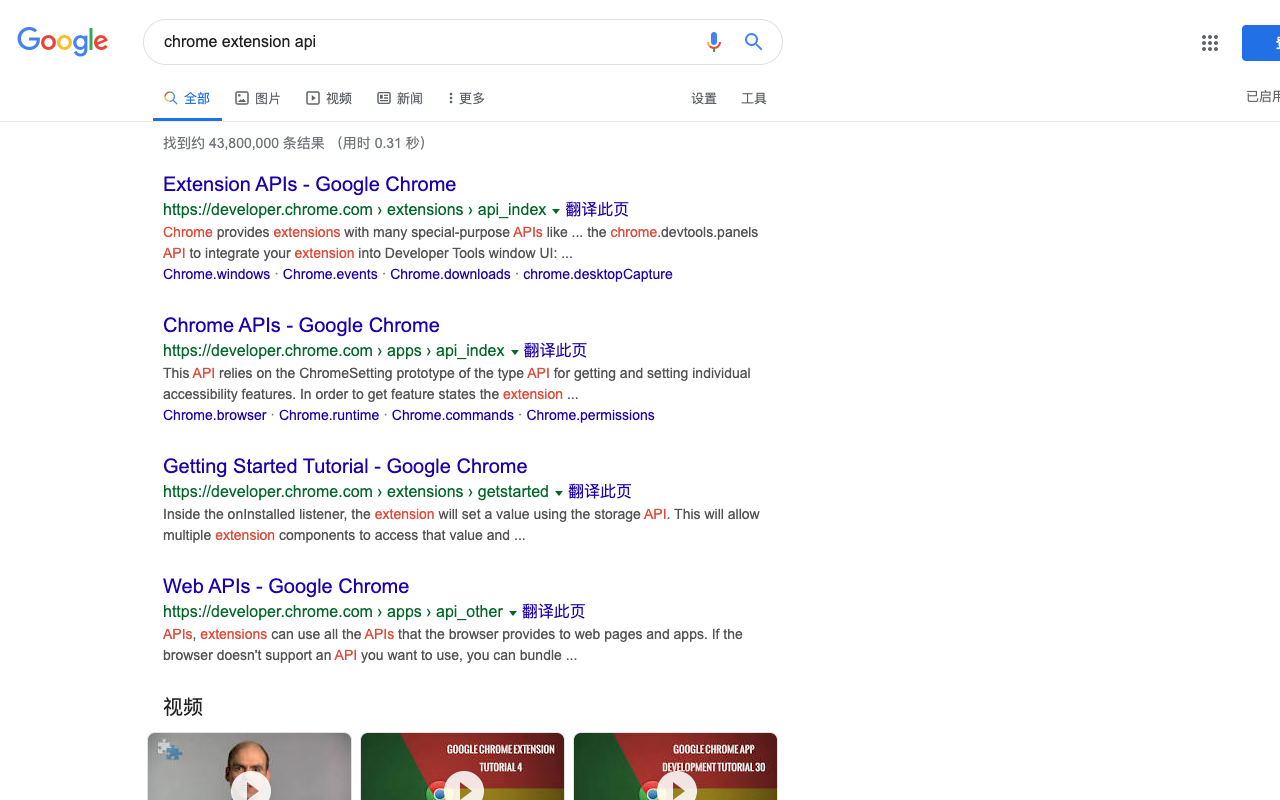 Google
chrome extension api
全部
图片
视频
新闻
更多
设置
工具
已启用
找到约 43,800,000 条结果 （用时 0.31 秒）
Extension APIs - Google Chrome
https://developer.chrome.com › extensions › api_index 翻译此页
Chrome provides extensions with many special-purpose APIs like ... the chrome.devtools.panels
API to integrate your extension into Developer Tools window UI: ...
Chrome.windows · Chrome.events · Chrome.downloads · chrome.desktopCapture
Chrome APIs - Google Chrome
https://developer.chrome.com › apps › api_index 翻译此页
This API relies on the ChromeSetting prototype of the type API for getting and setting individual
accessibility features. In order to get feature states the extension ...
Chrome.browser · Chrome.runtime · Chrome.commands · Chrome.permissions
Getting Started Tutorial - Google Chrome
https://developer.chrome.com › extensions › getstarted 翻译此页
Inside the onInstalled listener, the extension will set a value using the storage API. This will allow
multiple extension components to access that value and ...
Web APIs - Google Chrome
https://developer.chrome.com › apps › api_other 翻译此页
APIs, extensions can use all the APIs that the browser provides to web pages and apps. If the
browser doesn't support an API you want to use, you can bundle ...
视频
GOOGLE CHROME EXTENSION
TUTORIAL 4
GOOGLE CHROME APP
DEVELOPMENT TUTORIAL 30